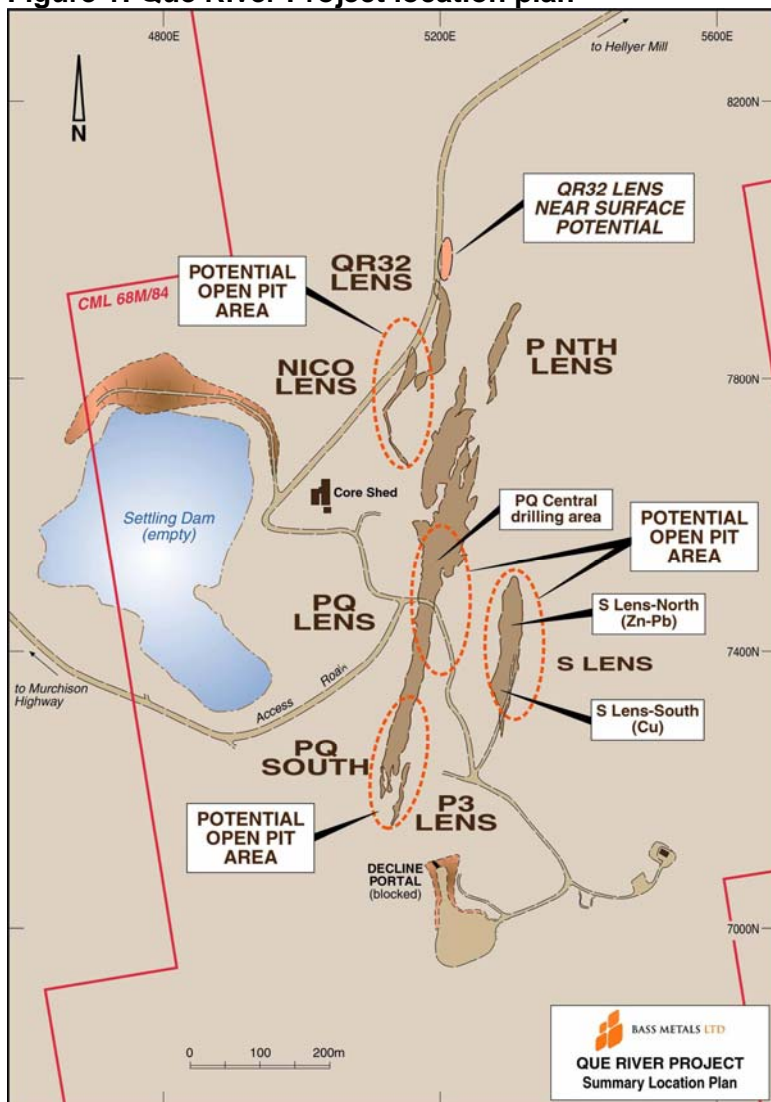 Figure 1: Que River Project location plan
4800E
5200E
5600E
to Hellyer Mill
8200N
N
QR32 LENS
NEAR SURFACE
POTENTIAL
QR32
LENS
POTENTIAL
OPEN PIT
AREA
CML 68M/84
NICO
LENS
P NTH
LENS
7800N
Core Shed
PQ Central
drilling area
Settling Dam
(empty)
POTENTIAL
OPEN PIT
AREA
PQ
LENS
S Lens-North
(Zn-Pb)
7400N
S LENS
to Murchison
Highway
Access Roain
S Lens-South
(Cu)
PQ
SOUTH
P3
LENS
POTENTIAL
OPEN PIT
AREA
DECLINE
PORTAL
(blocked)
7000N
BASS METALS LTD
QUE RIVER PROJECT
Summary Location Plan
0 100 200m